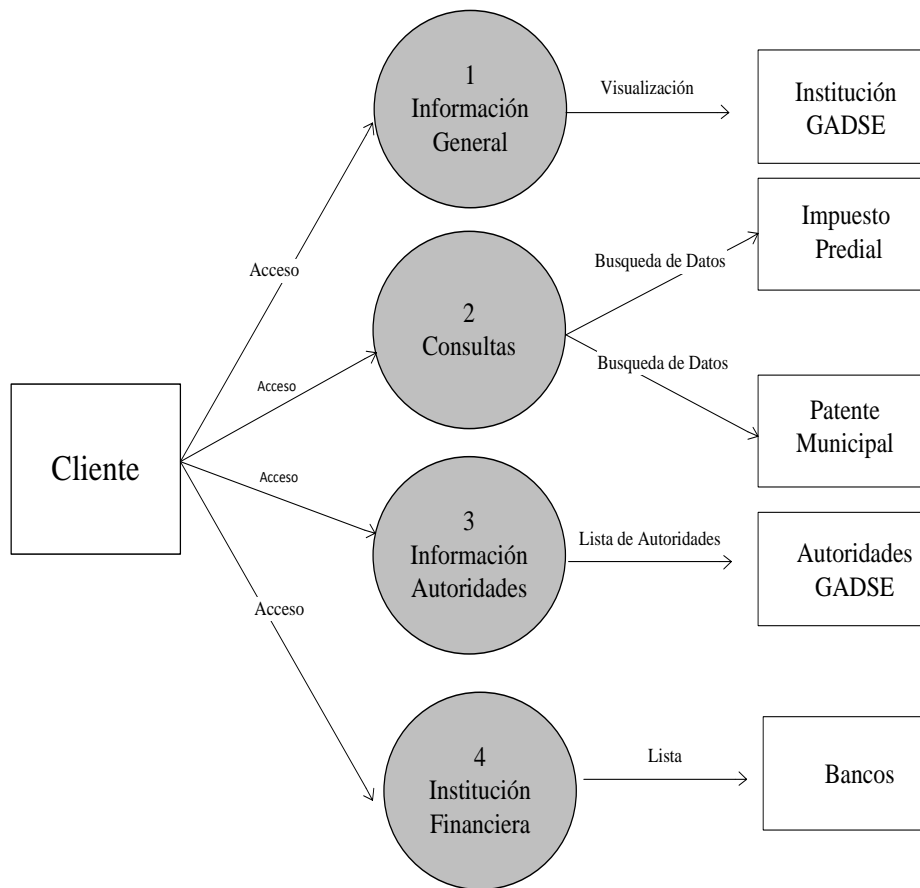 1
Información
General
Visualización
Institución
GADSE
Acceso
2
Consultas
Busqueda de Datos
Impuesto
Predial
Acceso
Busqueda de Datos
Patente
Municipal
Cliente
Acceso
3
Información
Autoridades
Lista de Autoridades
Autoridades
GADSE
Acceso
4
Institución
Financiera
Lista
Bancos